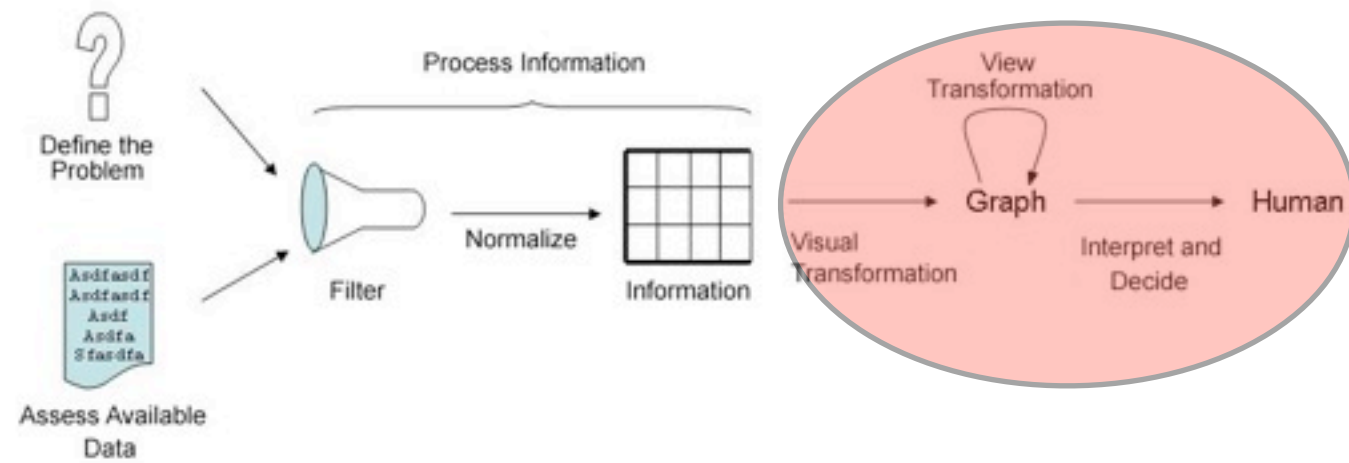 Define the
Problem
Asdfasdf
Asdfasdf
Asdf
Asdfa
Sfasdfa
Assess Available
Data
Process Information
Filter
Normalize
Information
Visual
Transformation
View
Transformation
Graph
Interpret and
Decide
Human